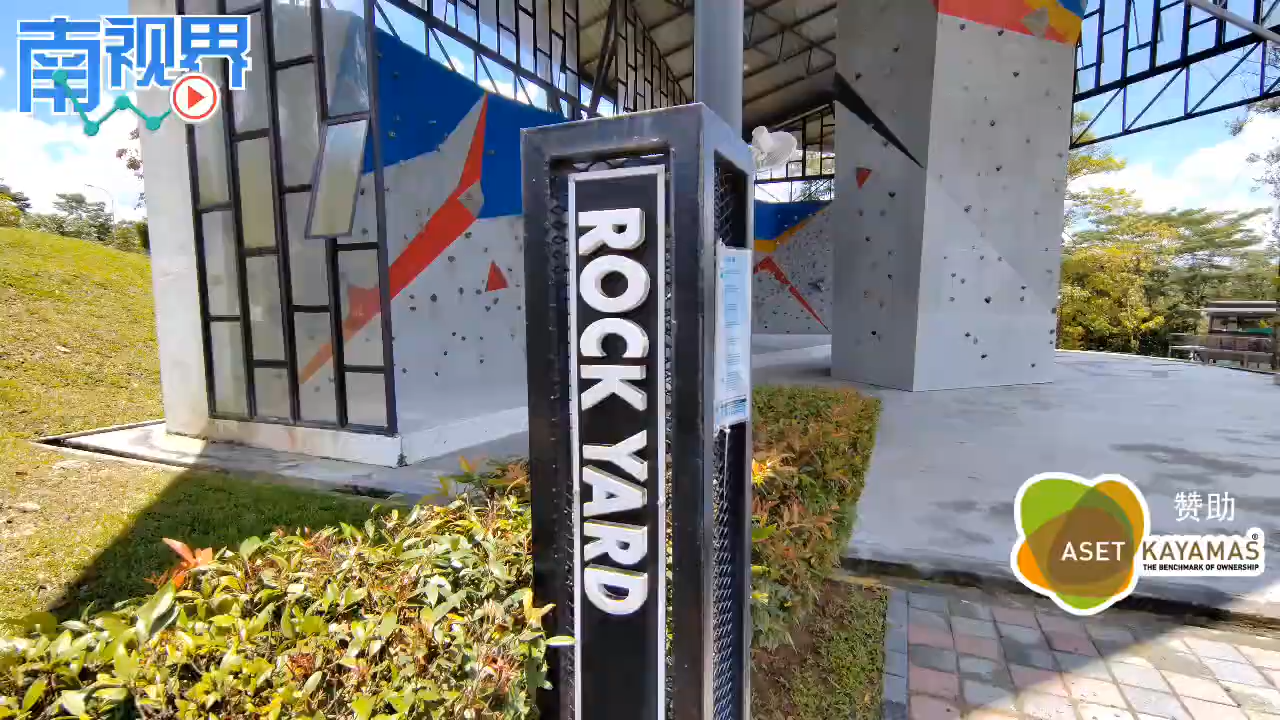 南视界
ROCK YARD
赞助
ASET KAYAMAS®
THE BENCHMARK OF OWNERSHIP